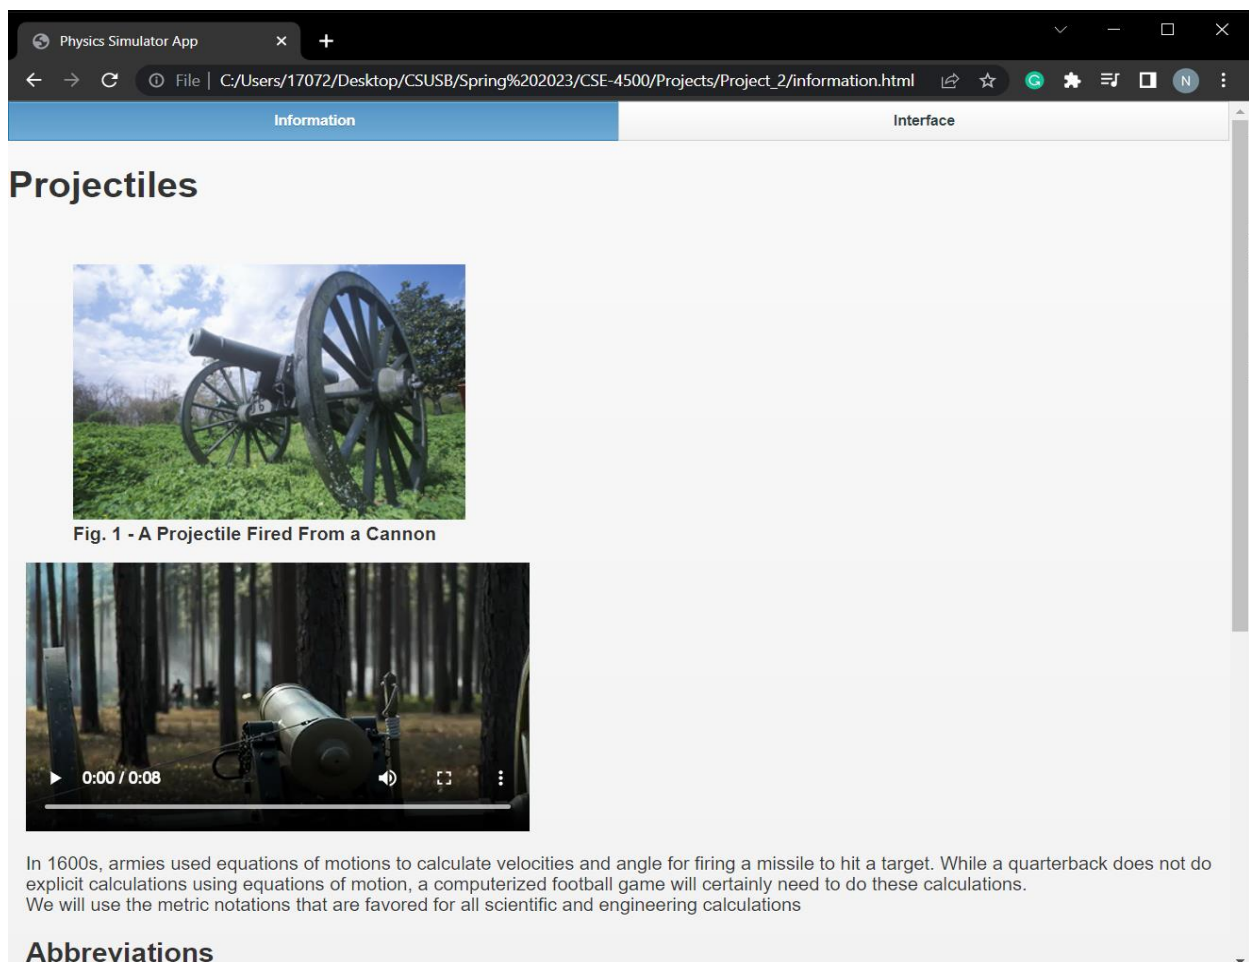 Physics Simulator App
File | C:/Users/17072/Desktop/CSUSB/Spring%202023/CSE-4500/Projects/Project_2/information.html
G
N
Information Interface
Projectiles
Fig. 1 - A Projectile Fired From a Cannon
0:00 / 0:08
In 1600s, armies used equations of motions to calculate velocities and angle for firing a missile to hit a target. While a quarterback does not do
explicit calculations using equations of motion, a computerized football game will certainly need to do these calculations.
We will use the metric notations that are favored for all scientific and engineering calculations
Abbreviations